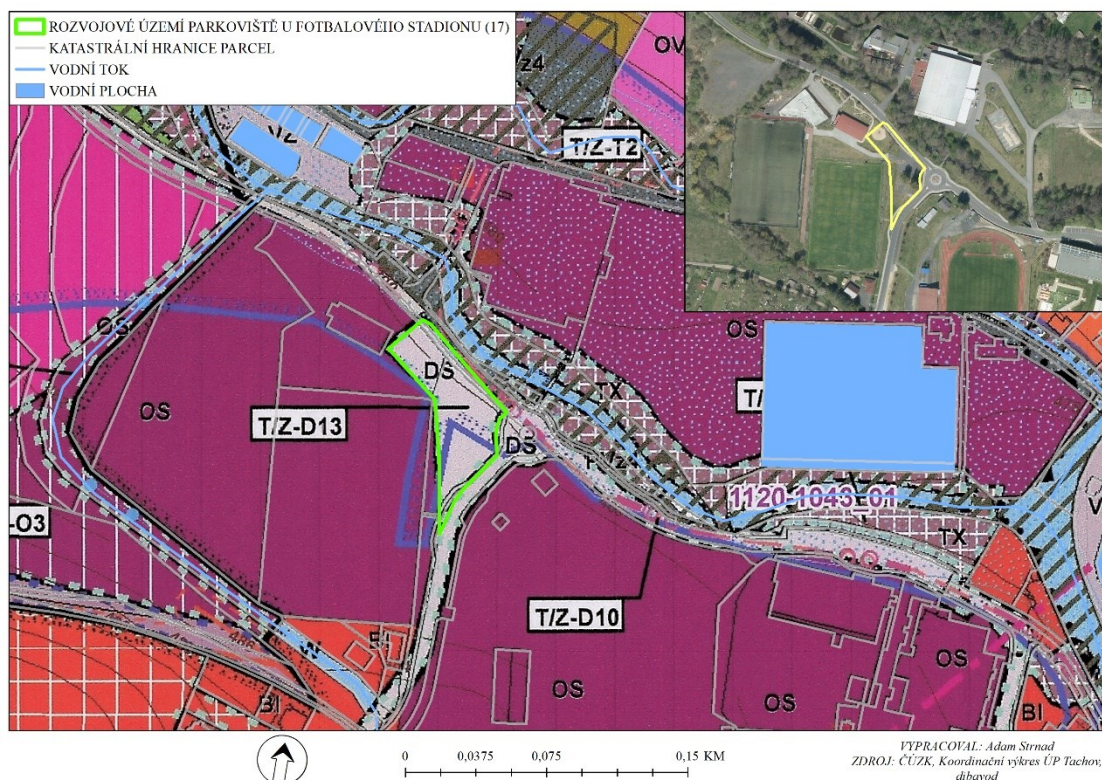 ROZVOJOVÉ ÚZEMÍ PARKOVIŠTĚ U FOTBALOVÉHO STADIONU (17)
KATASTRÁLNÍ HRANICE PARCEL
VODNÍ TOK
VODNÍ PLOCHA
OV
z4
T/Z-T2
OS
OS
DS
TX
T/
OS
T/Z-D13
DS
1120-1043_01
-O3
TX
V
T/Z-D10
OS
BI
OS
OS
BI
0 0,0375 0,075 0,15 KM
VYPRACOVAL: Adam Strnad
ZDROJ: ČÚZK, Koordinační výkres ÚP Tachov,
dibavod